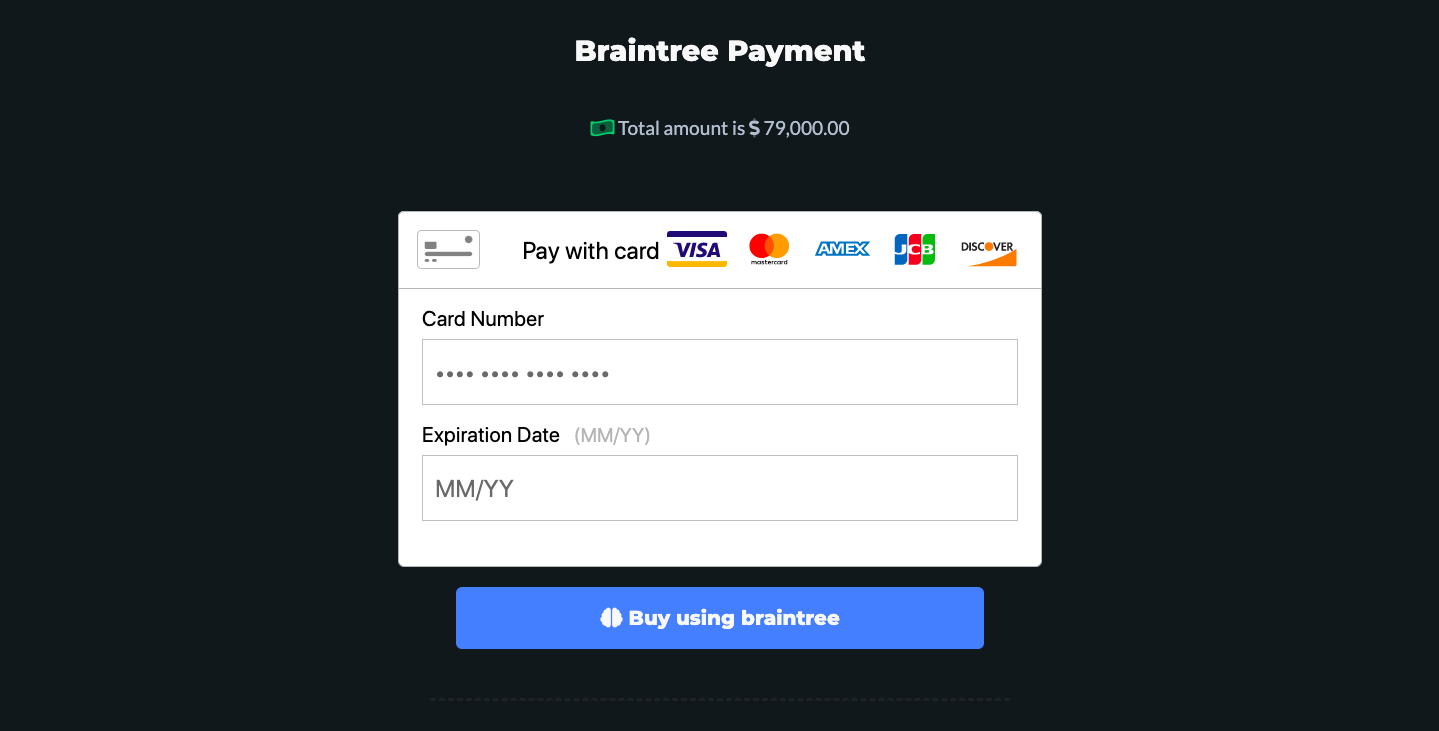 Braintree Payment
Total amount is $ 79,000.00
Pay with card VISA mastercard AMEX JCB DISCOVER
Card Number
•••• •••• •••• ••••
Expiration Date (MM/YY)
MM/YY
Buy using braintree